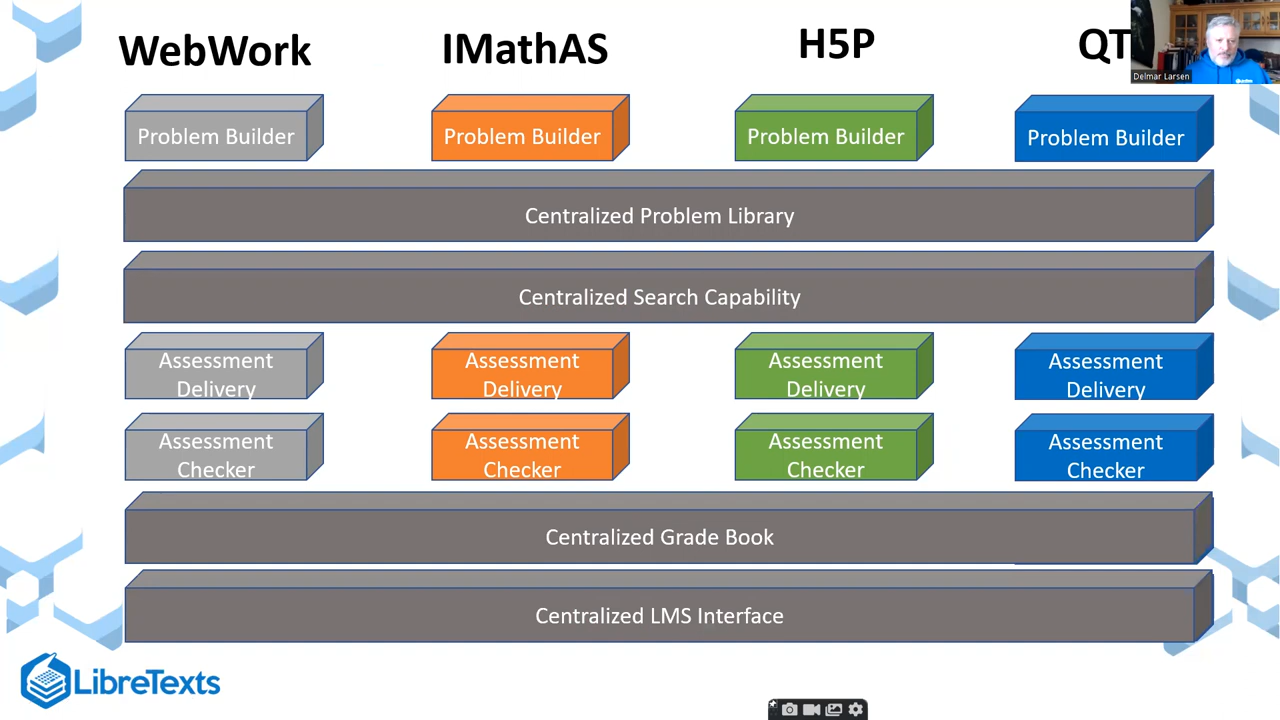 WebWork
IMathAS
H5P
QT
Delmar Larsen
Problem Builder
Problem Builder
Problem Builder
Problem Builder
Centralized Problem Library
Centralized Search Capability
Assessment
Delivery
Assessment
Delivery
Assessment
Delivery
Assessment
Delivery
Assessment
Checker
Assessment
Checker
Assessment
Checker
Assessment
Checker
Centralized Grade Book
Centralized LMS Interface
LibreTexts